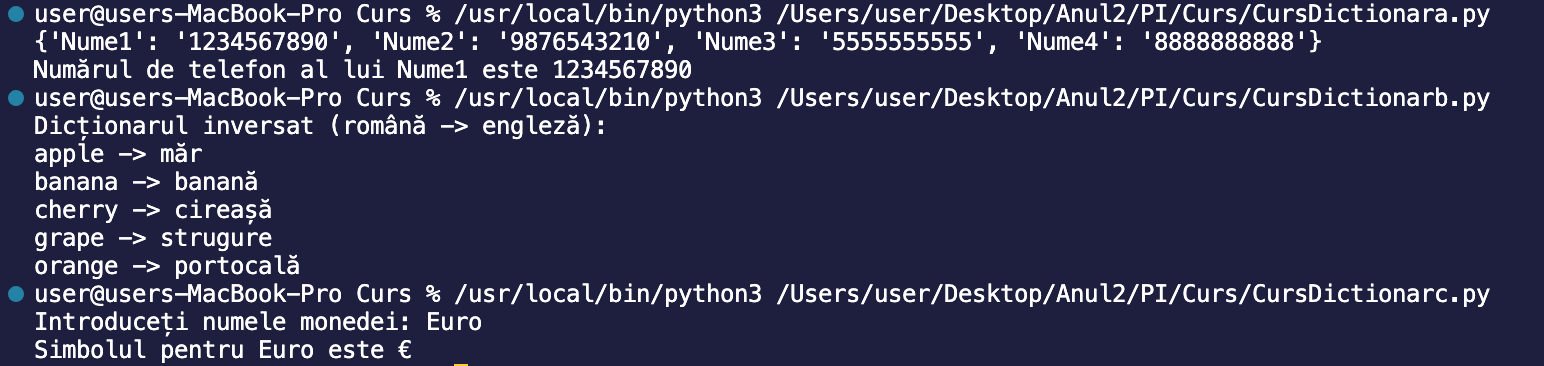 user@users-MacBook-Pro Curs % /usr/local/bin/python3 /Users/user/Desktop/Anul2/PI/Curs/CursDictionara.py
{'Nume1': '1234567890', 'Nume2': '9876543210', 'Nume3': '5555555555', 'Nume4': '8888888888'}
Numărul de telefon al lui Nume1 este 1234567890
user@users-MacBook-Pro Curs % /usr/local/bin/python3 /Users/user/Desktop/Anul2/PI/Curs/CursDictionarb.py
Dicționarul inversat (română -> engleză):
apple -> măr
banana -> banană
cherry -> cireașă
grape -> strugure
orange -> portocală
user@users-MacBook-Pro Curs % /usr/local/bin/python3 /Users/user/Desktop/Anul2/PI/Curs/CursDictionarc.py
Introduceți numele monedei: Euro
Simbolul pentru Euro este €